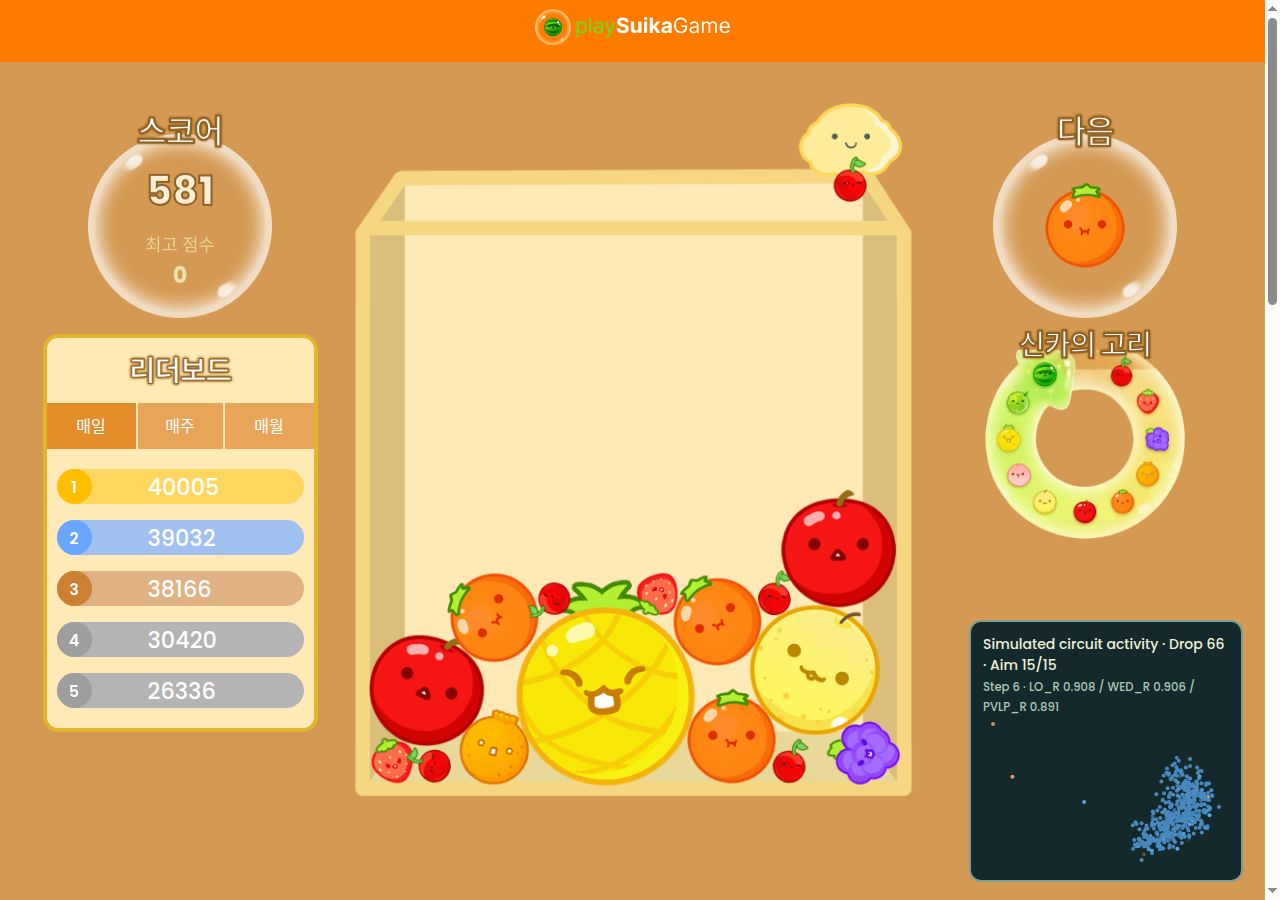 playSuikaGame
스코어
581
최고 점수
0
리더보드
매일 매주 매월
1 40005
2 39032
3 38166
4 30420
5 26336
다음
신카의 고리
Simulated circuit activity · Drop 66
· Aim 15/15
Step 6 · LO_R 0.908 / WED_R 0.906 /
PVLP_R 0.891